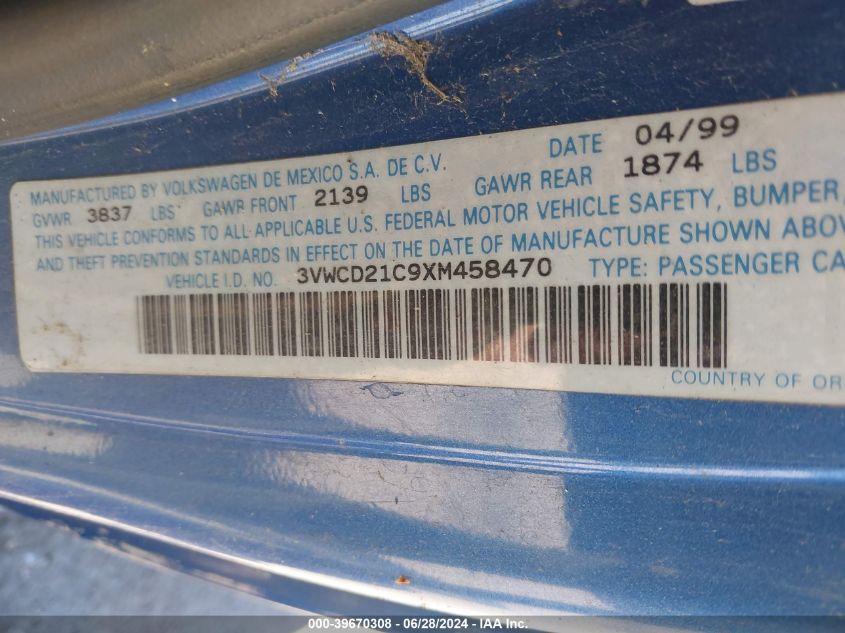 MANUFACTURED BY VOLKSWAGEN DE MEXICO S.A. DE C.V. DATE 04/99
GVWR 3837 LBS GAWR FRONT 2139 LBS GAWR REAR 1874 LBS
THIS VEHICLE CONFORMS TO ALL APPLICABLE U.S. FEDERAL MOTOR VEHICLE SAFETY, BUMPER,
AND THEFT PREVENTION STANDARDS IN EFFECT ON THE DATE OF MANUFACTURE SHOWN ABOV
VEHICLE I.D. NO. 3VWCD21C9XM458470 TYPE: PASSENGER CA
COUNTRY OF OR
000-39670308 / 06/28/2024 / © COPYRIGHT IAA, LLC.